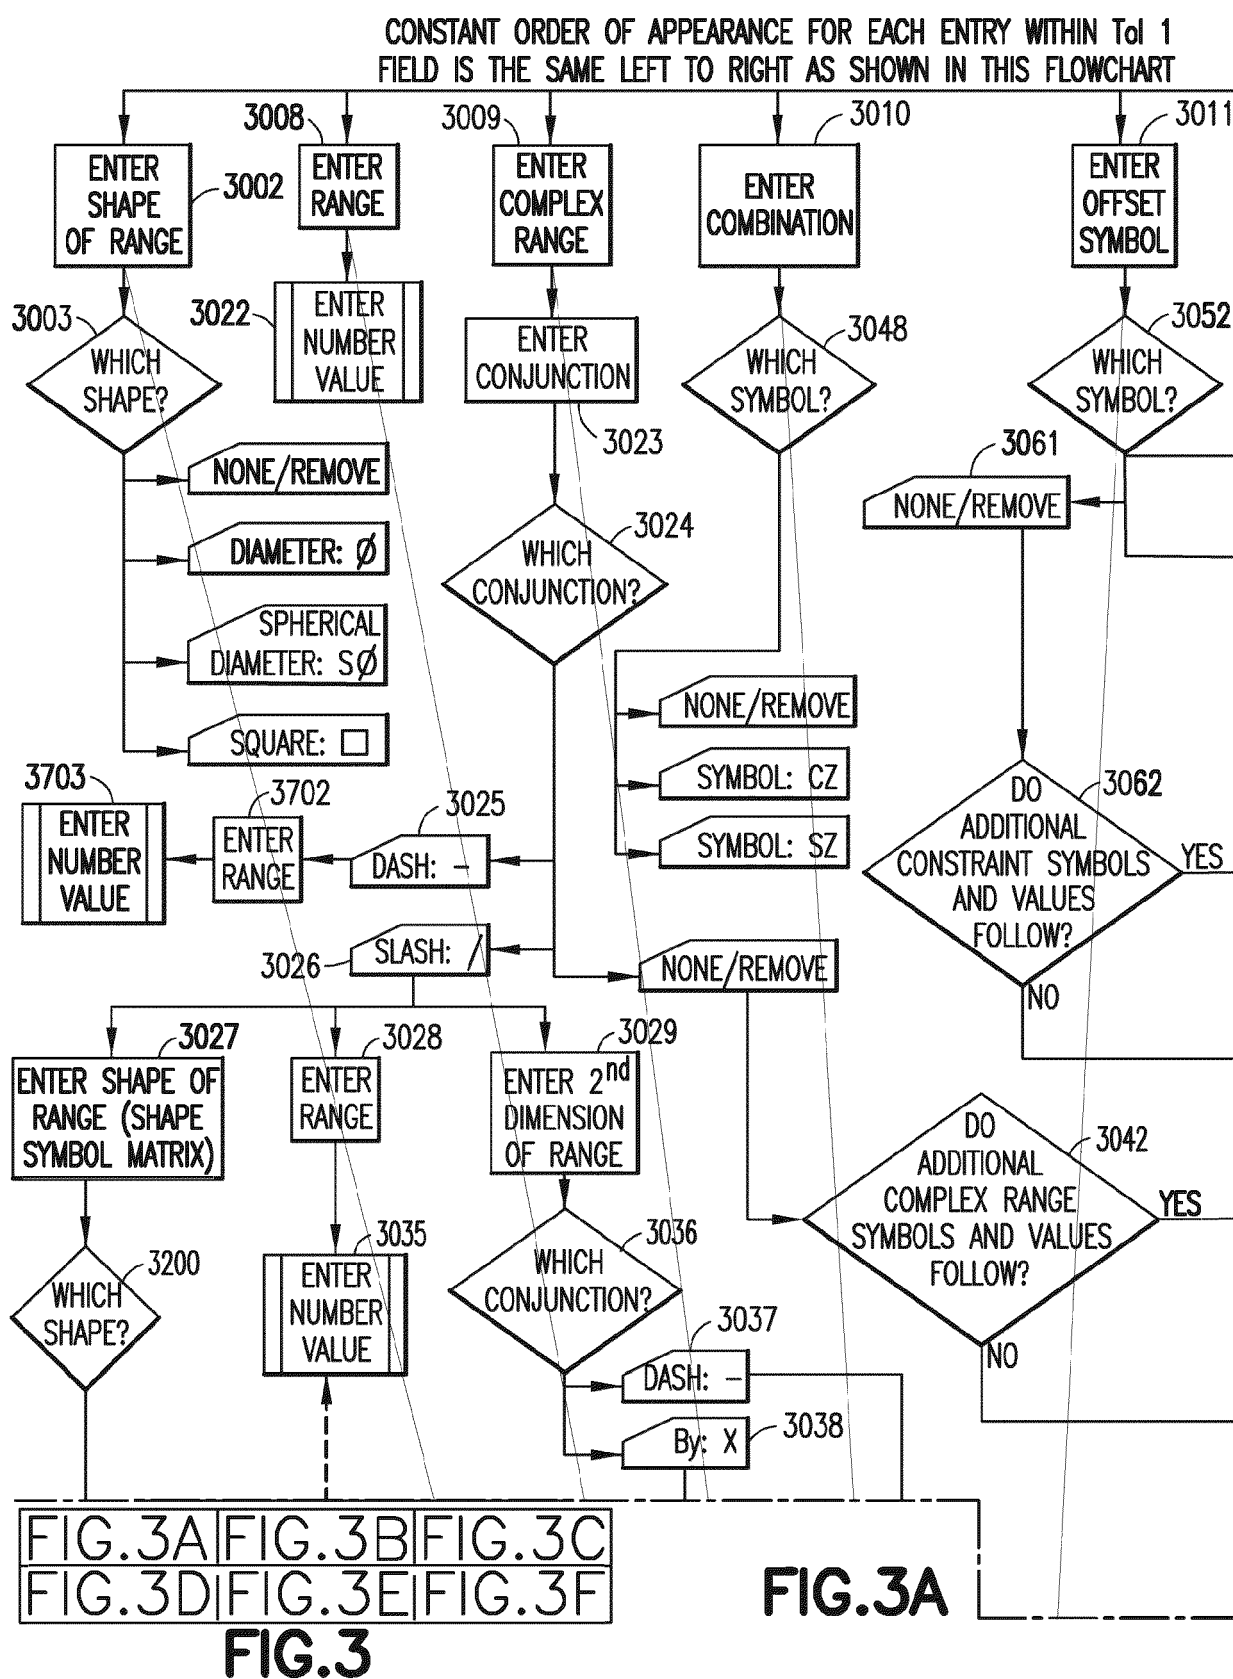 CONSTANT ORDER OF APPEARANCE FOR EACH ENTRY WITHIN Tol 1
FIELD IS THE SAME LEFT TO RIGHT AS SHOWN IN THIS FLOWCHART
3008
3009
3010
3011
ENTER
SHAPE
OF RANGE
3002
ENTER
RANGE
ENTER
COMPLEX
RANGE
ENTER
COMBINATION
ENTER
OFFSET
SYMBOL
3003
WHICH
SHAPE?
3022
ENTER
NUMBER
VALUE
ENTER
CONJUNCTION
3023
3048
WHICH
SYMBOL?
3052
WHICH
SYMBOL?
NONE/REMOVE
DIAMETER: Ø
SPHERICAL
DIAMETER: SØ
SQUARE: □
3024
WHICH
CONJUNCTION?
3061
NONE/REMOVE
NONE/REMOVE
SYMBOL: CZ
SYMBOL: SZ
3062
DO
ADDITIONAL
CONSTRAINT SYMBOLS
AND VALUES
FOLLOW?
YES
NO
3703
ENTER
NUMBER
VALUE
3702
ENTER
RANGE
3025
DASH: -
3026
SLASH: /
NONE/REMOVE
3027
ENTER SHAPE OF
RANGE (SHAPE
SYMBOL MATRIX)
3028
ENTER
RANGE
3029
ENTER 2nd
DIMENSION
OF RANGE
3042
DO
ADDITIONAL
COMPLEX RANGE
SYMBOLS AND VALUES
FOLLOW?
YES
NO
3200
WHICH
SHAPE?
3035
ENTER
NUMBER
VALUE
3036
WHICH
CONJUNCTION?
3037
DASH: -
By: X
3038
FIG.3A FIG.3B FIG.3C
FIG.3D FIG.3E FIG.3F
FIG.3
FIG.3A